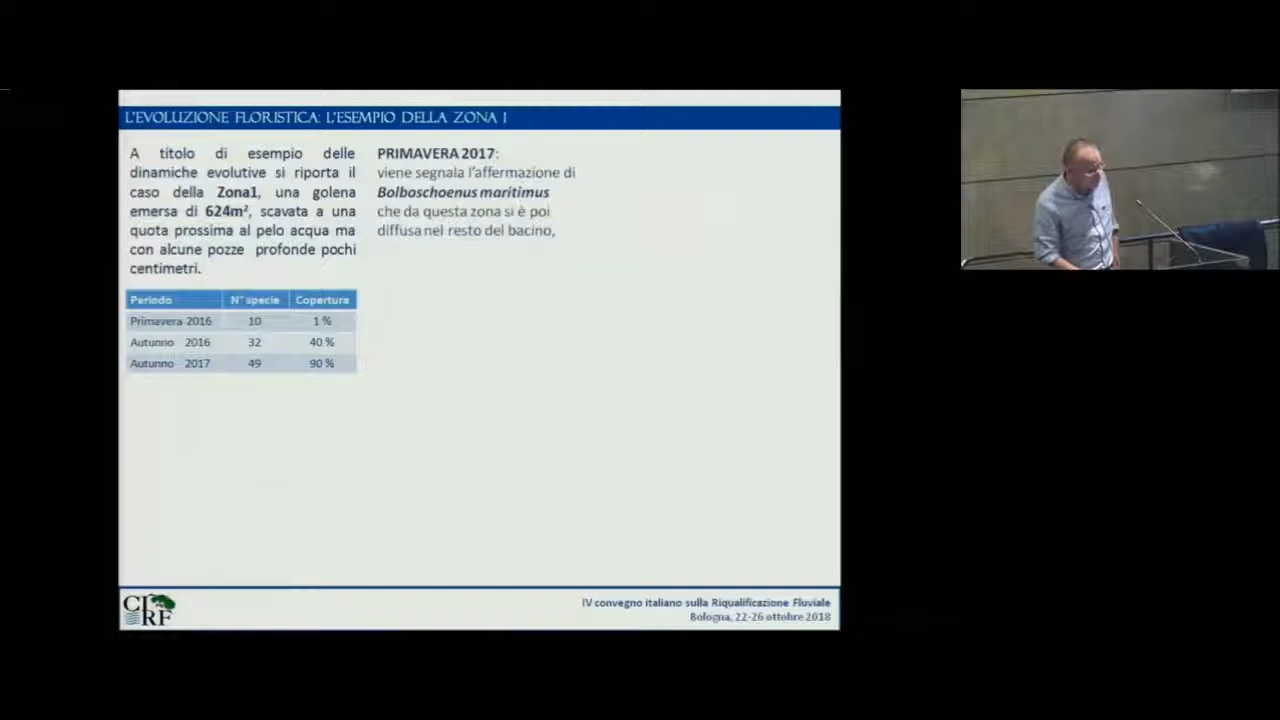 L'EVOLUZIONE FLORISTICA: L'ESEMPIO DELLA ZONA 1
A titolo di esempio delle
dinamiche evolutive si riporta il
caso della Zona1, una golena
emersa di 624m², scavata a una
quota prossima al pelo acqua ma
con alcune pozze profonde pochi
centimetri.
Periodo N° specie Copertura
Primavera 2016 10 1 %
Autunno 2016 32 40 %
Autunno 2017 49 90 %
PRIMAVERA 2017:
viene segnala l'affermazione di
Bolboschoenus maritimus
che da questa zona si è poi
diffusa nel resto del bacino,
CIRF
IV convegno italiano sulla Riqualificazione Fluviale
Bologna, 22-26 ottobre 2018